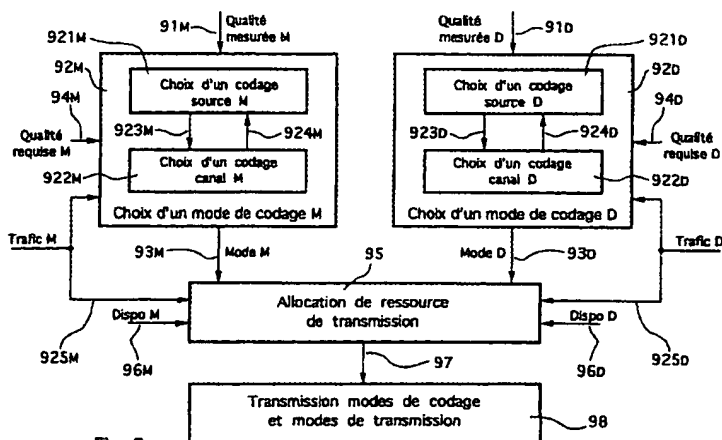 91M
Qualité
mesurée M
Qualité
mesurée D
91D
921M
921D
92M
92D
Choix d'un codage
source M
Choix d'un codage
source D
94M
94D
923M
924M
923D
924D
Qualité
requise M
Qualité
requise D
922M
922D
Choix d'un codage
canal M
Choix d'un codage
canal D
Choix d'un mode de codage M
Choix d'un mode de codage D
Trafic M
Trafic D
93M
Mode M
Mode D
93D
95
Allocation de ressource
de transmission
Dispo M
Dispo D
925M
96M
96D
925D
97
Transmission modes de codage
et modes de transmission
98